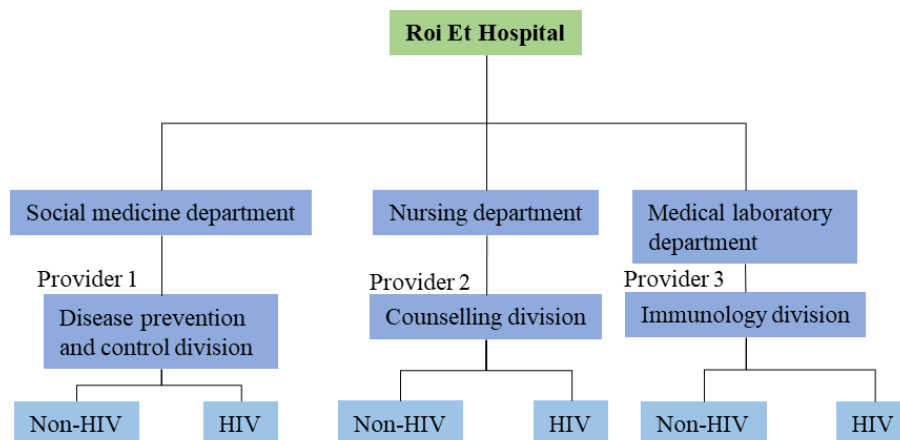 Roi Et Hospital
Social medicine department
Nursing department
Medical laboratory
department
Provider 1
Provider 2
Provider 3
Disease prevention
and control division
Counselling division
Immunology division
Non-HIV
HIV
Non-HIV
HIV
Non-HIV
HIV